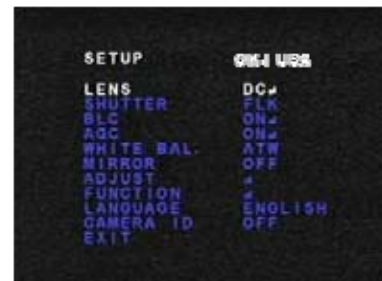 SETUP
LENS DC↲
SHUTTER FLK
BLC ON↲
AGC ON↲
WHITE BAL. ATW
MIRROR OFF
ADJUST ↲
FUNCTION ↲
LANGUAGE ENGLISH
CAMERA ID OFF
EXIT